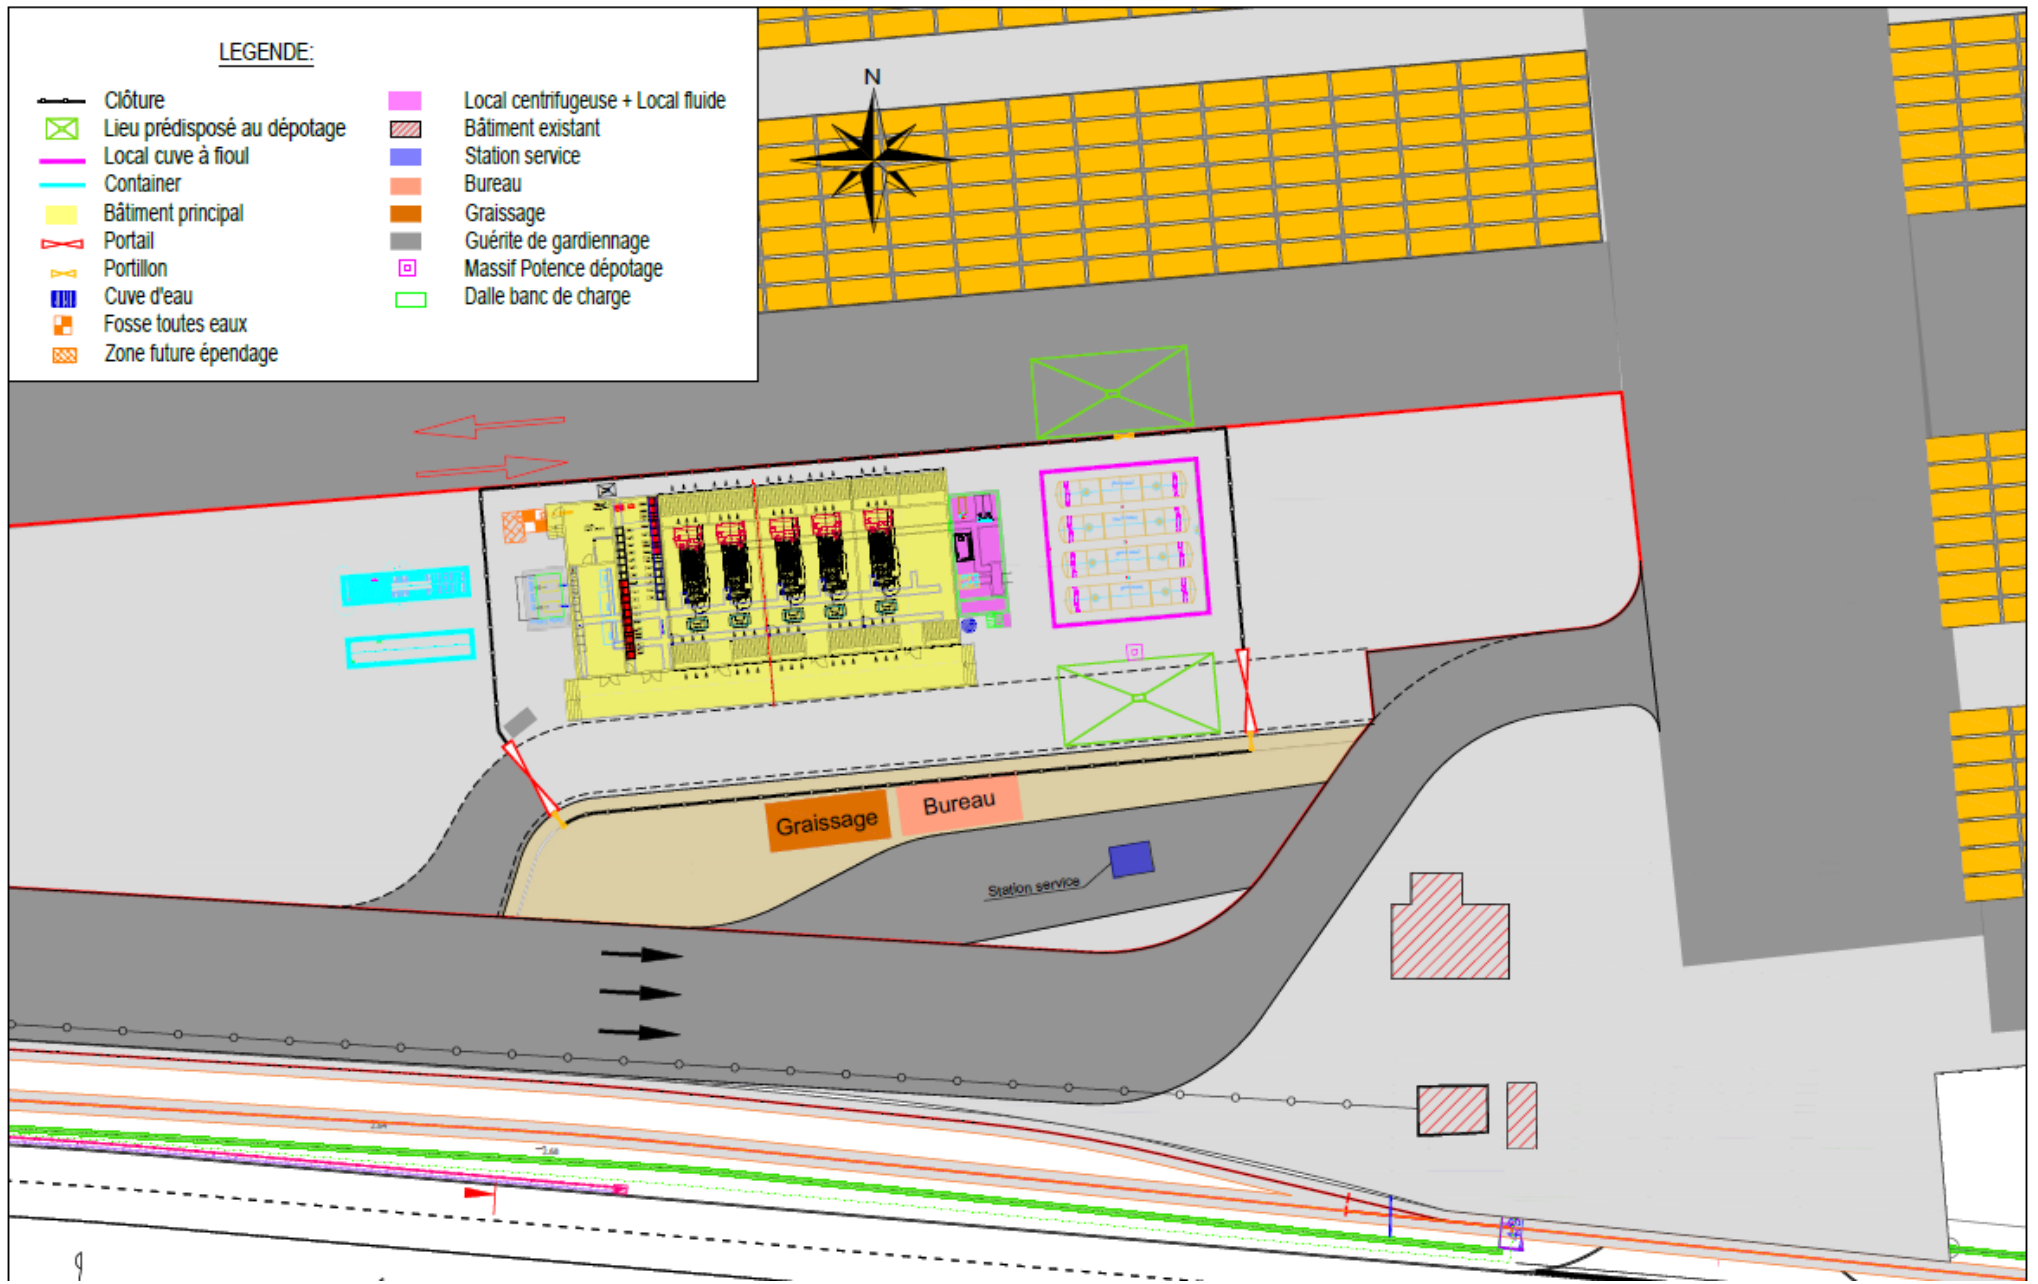 LEGENDE:
Clôture
Lieu prédisposé au dépotage
Local cuve à fioul
Container
Bâtiment principal
Portail
Portillon
Cuve d'eau
Fosse toutes eaux
Zone future épendage
Local centrifugeuse + Local fluide
Bâtiment existant
Station service
Bureau
Graissage
Guérite de gardiennage
Massif Potence dépotage
Dalle banc de charge
N
Graissage
Bureau
Station service